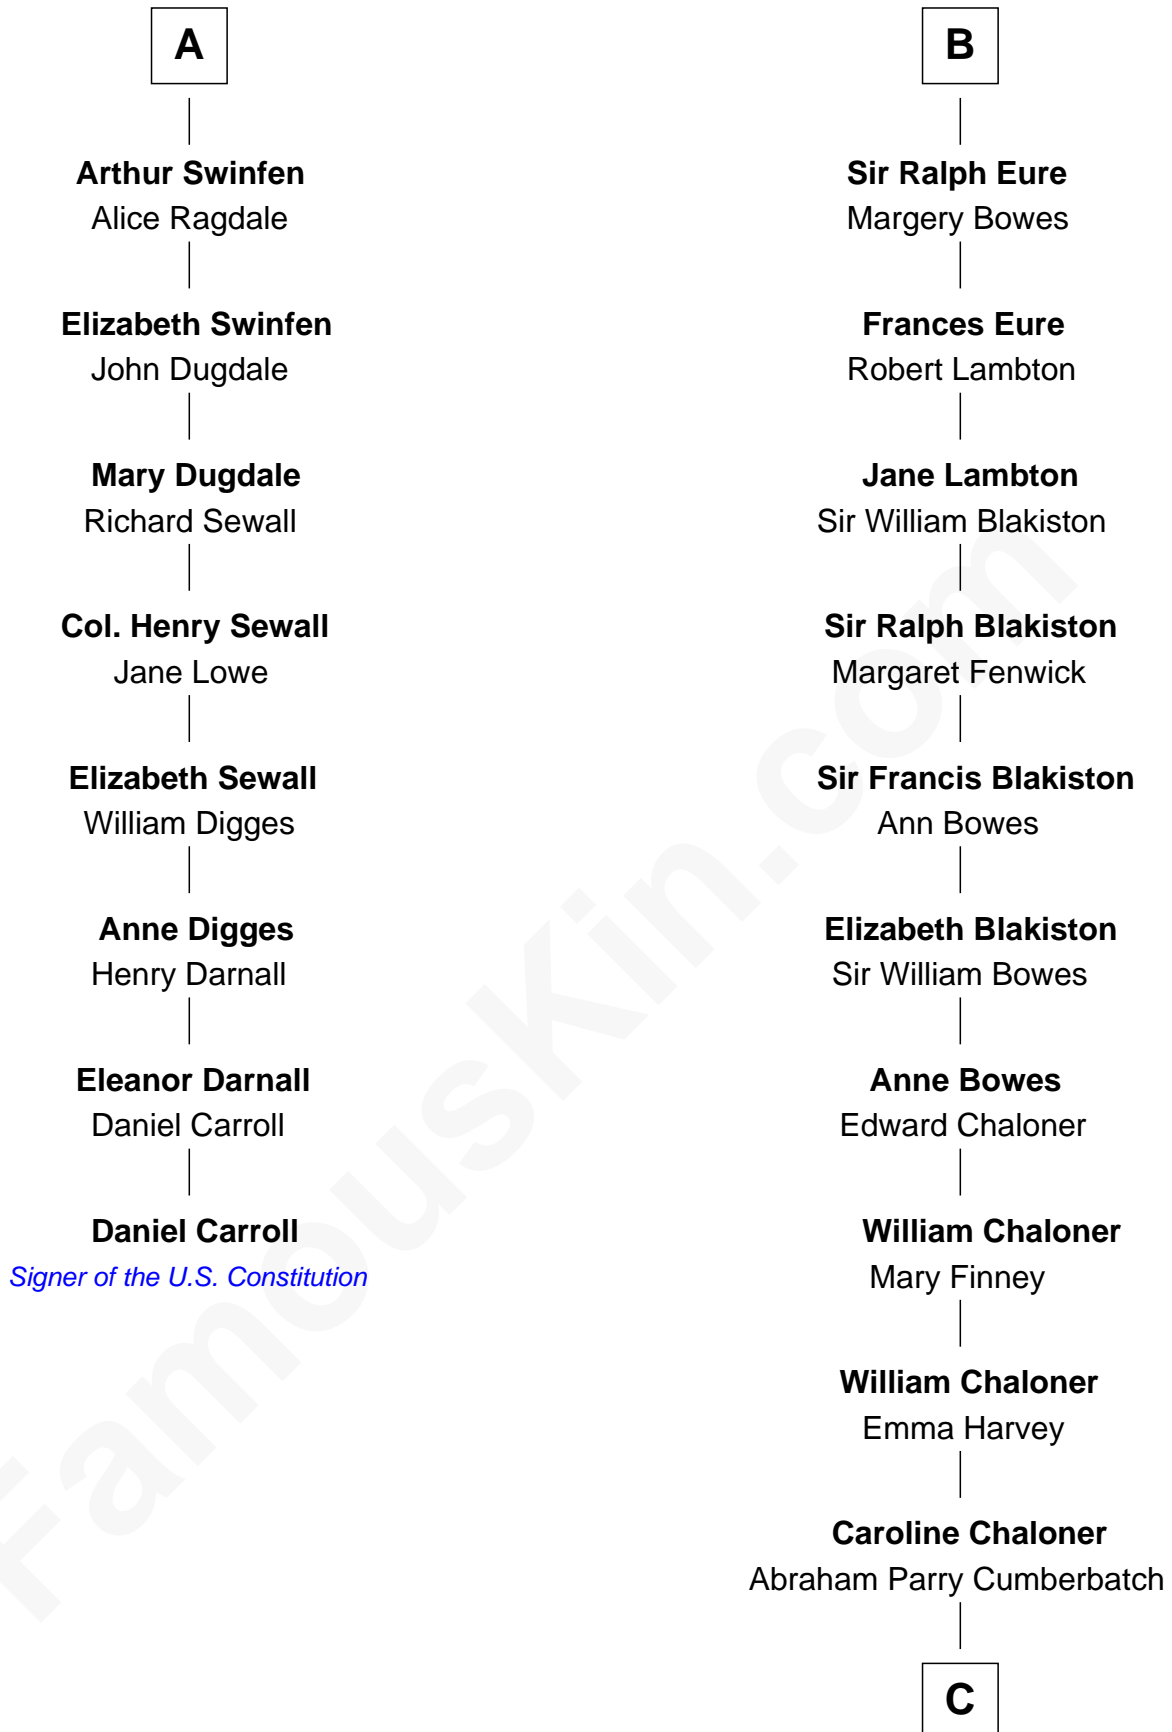 A
Arthur Swinfen
Alice Ragdale
Elizabeth Swinfen
John Dugdale
Mary Dugdale
Richard Sewall
Col. Henry Sewall
Jane Lowe
Elizabeth Sewall
William Digges
Anne Digges
Henry Darnall
Eleanor Darnall
Daniel Carroll
Daniel Carroll
Signer of the U.S. Constitution
B
Sir Ralph Eure
Margery Bowes
Frances Eure
Robert Lambton
Jane Lambton
Sir William Blakiston
Sir Ralph Blakiston
Margaret Fenwick
Sir Francis Blakiston
Ann Bowes
Elizabeth Blakiston
Sir William Bowes
Anne Bowes
Edward Chaloner
William Chaloner
Mary Finney
William Chaloner
Emma Harvey
Caroline Chaloner
Abraham Parry Cumberbatch
C
FamousKin.com